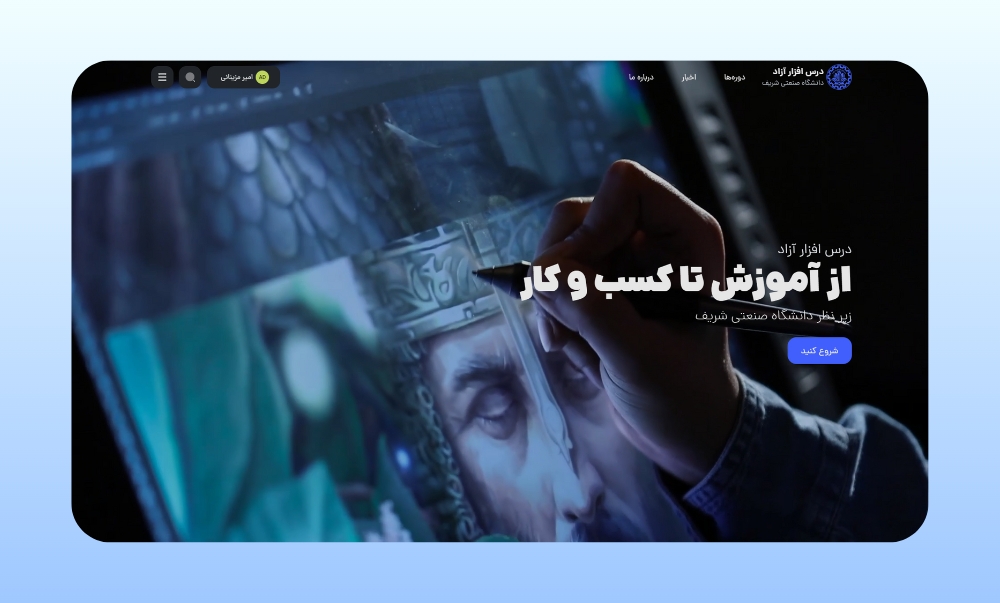 درس افزار آزاد
دانشگاه صنعتی شریف
دوره‌ها
اخبار
درباره ما
AD
امیر مزینانی
درس افزار آزاد
از آموزش تا کسب و کار
زیر نظر دانشگاه صنعتی شریف
شروع کنید